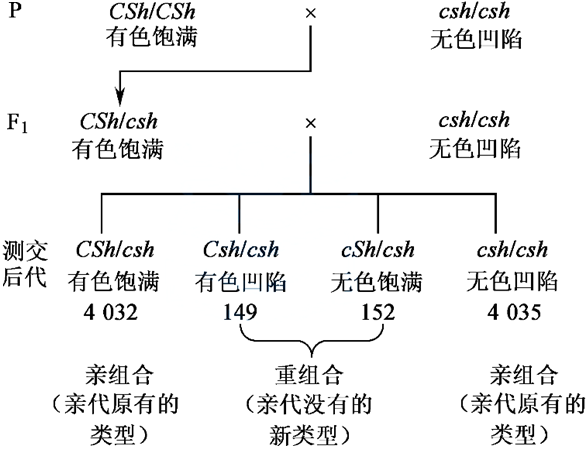 P CSh/CSh × csh/csh
有色饱满 无色凹陷
F₁ CSh/csh × csh/csh
有色饱满 无色凹陷
测交后代 CSh/csh Csh/csh cSh/csh csh/csh
有色饱满 有色凹陷 无色饱满 无色凹陷
4 032 149 152 4 035
亲组合 重组合 亲组合
（亲代原有的 （亲代没有的 （亲代原有的
类型） 新类型） 类型）